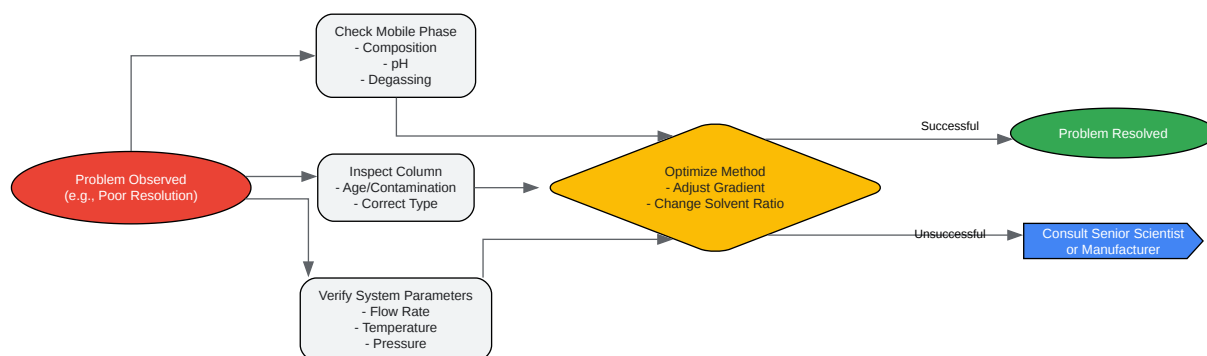 Check Mobile Phase
- Composition
- pH
- Degassing
Problem Observed
(e.g., Poor Resolution)
Inspect Column
- Age/Contamination
- Correct Type
Verify System Parameters
- Flow Rate
- Temperature
- Pressure
Optimize Method
- Adjust Gradient
- Change Solvent Ratio
Successful
Problem Resolved
Unsuccessful
Consult Senior Scientist
or Manufacturer